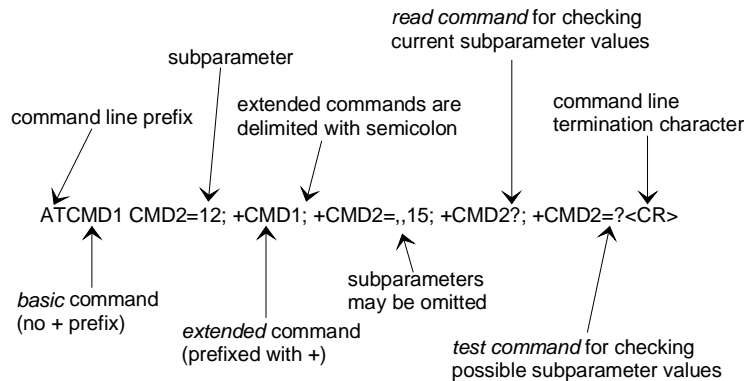 read command for checking
current subparameter values
subparameter
extended commands are
delimited with semicolon
command line
termination character
command line prefix
ATCMD1 CMD2=12; +CMD1; +CMD2=,,15; +CMD2?; +CMD2=?<CR>
basic command
(no + prefix)
extended command
(prefixed with +)
subparameters
may be omitted
test command for checking
possible subparameter values